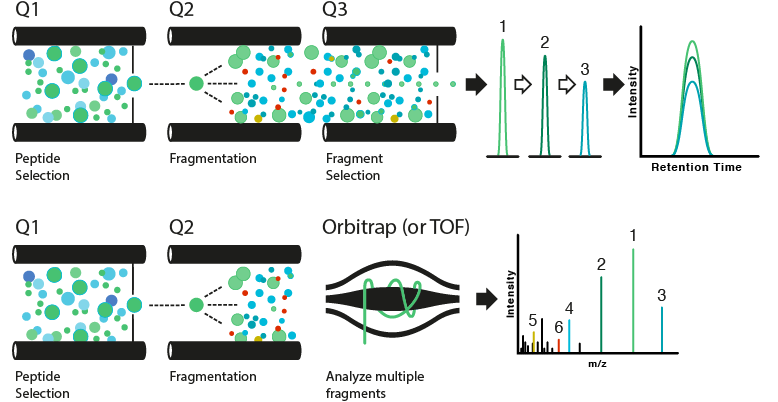 Q1
Q2
Q3
1
2
3
Intensity
Retention Time
Peptide
Selection
Fragmentation
Fragment
Selection
Q1
Q2
Orbitrap (or TOF)
1
2
3
4
5
6
Intensity
m/z
Peptide
Selection
Fragmentation
Analyze multiple
fragments